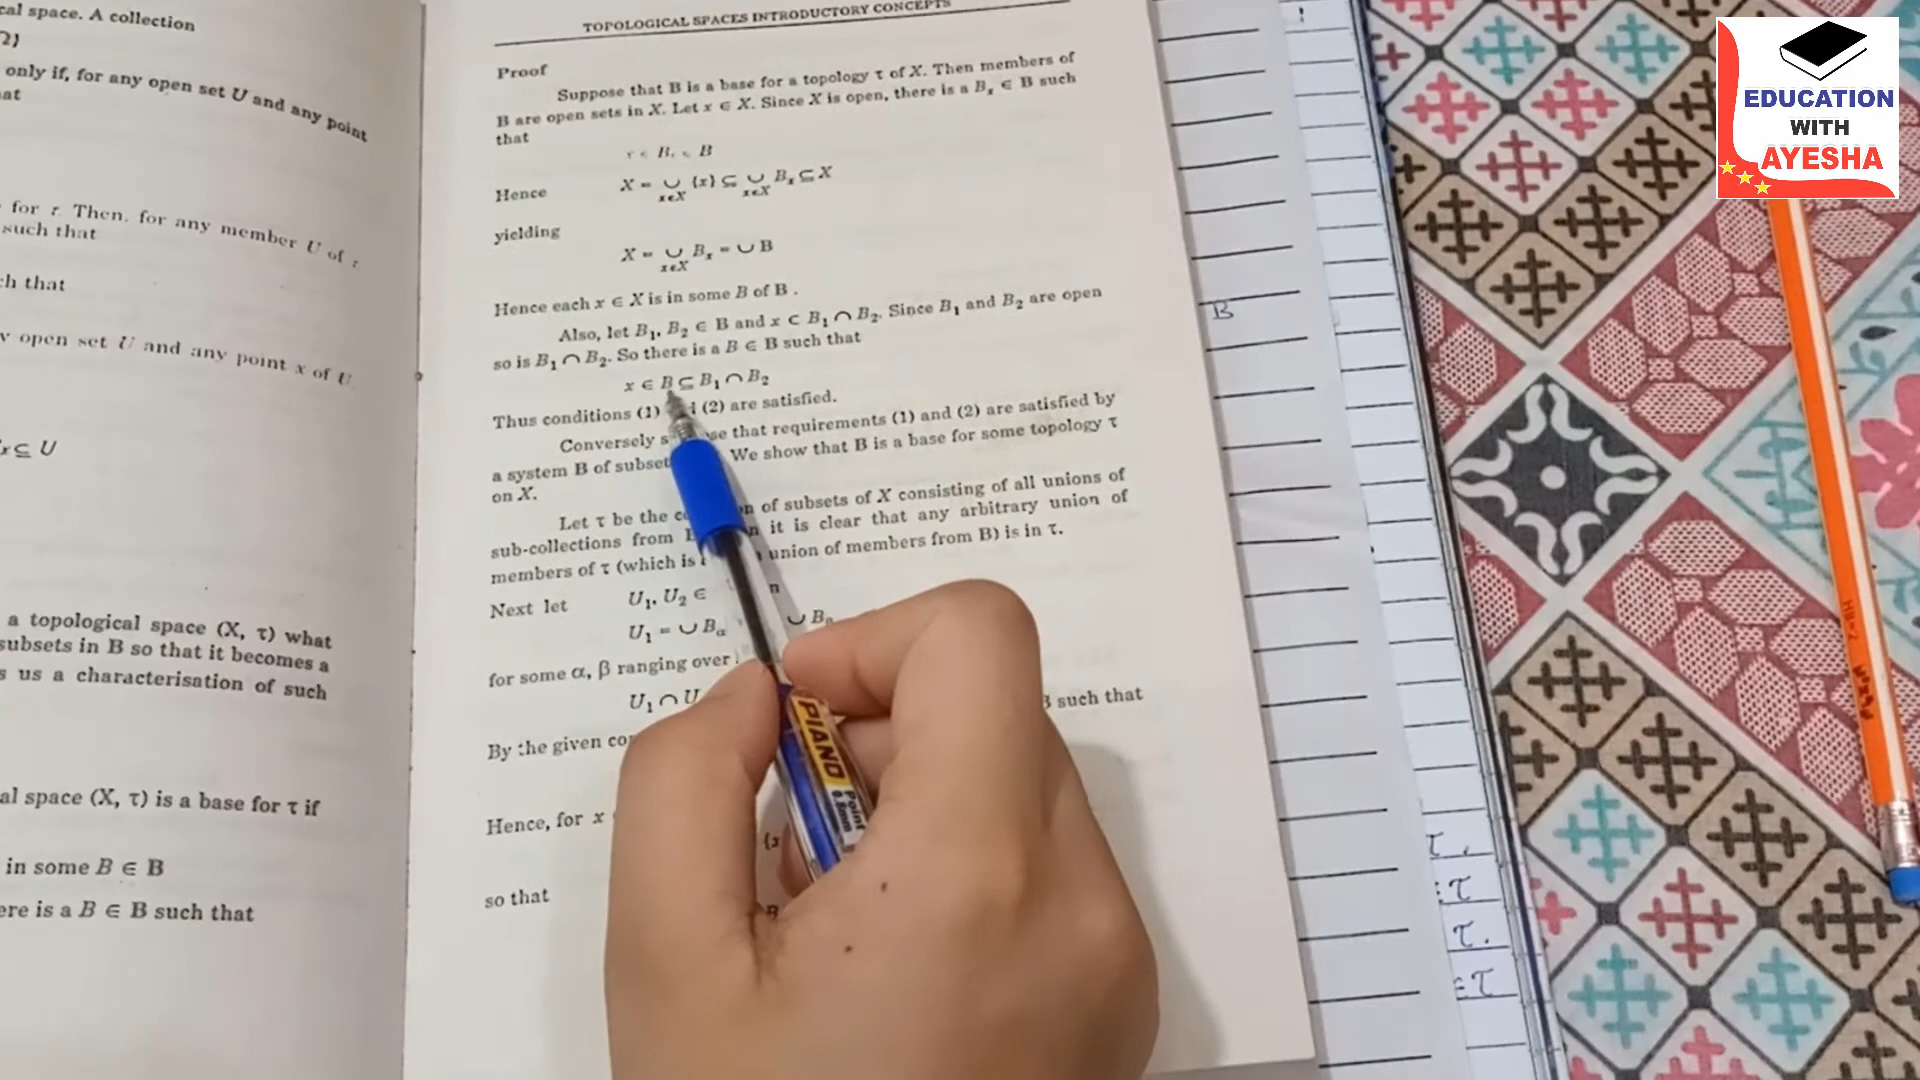 cal space. A collection
only if, for any open set U and any point
at
for τ. Then, for any member U of τ
such that
ch that
y open set U and any point x of U
x ⊆ U
a topological space (X, τ) what
subsets in B so that it becomes a
s us a characterisation of such
al space (X, τ) is a base for τ if
in some B ∈ B
ere is a B ∈ B such that
TOPOLOGICAL SPACES INTRODUCTORY CONCEPTS
Proof
Suppose that B is a base for a topology τ of X. Then members of
B are open sets in X. Let x ∈ X. Since X is open, there is a Bₓ ∈ B such
that
Hence X = ∪ {x} ⊆ ∪ Bₓ ⊆ X
x∈X x∈X
yielding
X = ∪ Bₓ = ∪ B
x∈X
Hence each x ∈ X is in some B of B .
Also, let B₁, B₂ ∈ B and x ⊂ B₁ ∩ B₂. Since B₁ and B₂ are open
so is B₁ ∩ B₂. So there is a B ∈ B such that
x ∈ B ⊆ B₁ ∩ B₂
Thus conditions (1) (2) are satisfied.
Conversely that requirements (1) and (2) are satisfied by
a system B of subset We show that B is a base for some topology τ
on X.
Let τ be the of subsets of X consisting of all unions of
sub-collections from it is clear that any arbitrary union of
members of τ (which is union of members from B) is in τ.
Next let U₁, U₂ ∈
U₁ = ∪ Bα ∪ Bβ
for some α, β ranging over
U₁ ∩ U such that
By the given
Hence, for x
so that
B
τ.
∈τ
τ.
∈τ
PIANO
Point
0.8mm
EDUCATION
WITH
AYESHA